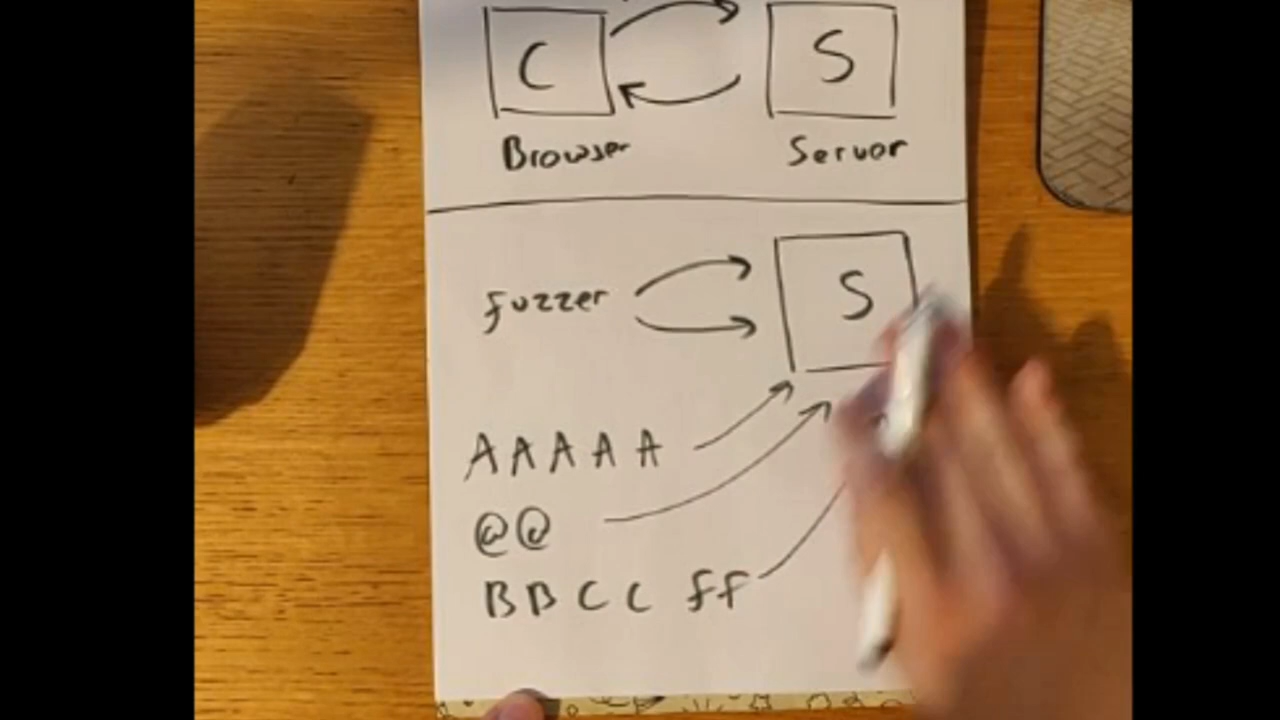 C S
Browser Server
fuzzer S
AAAAA
@@
BBCC ff